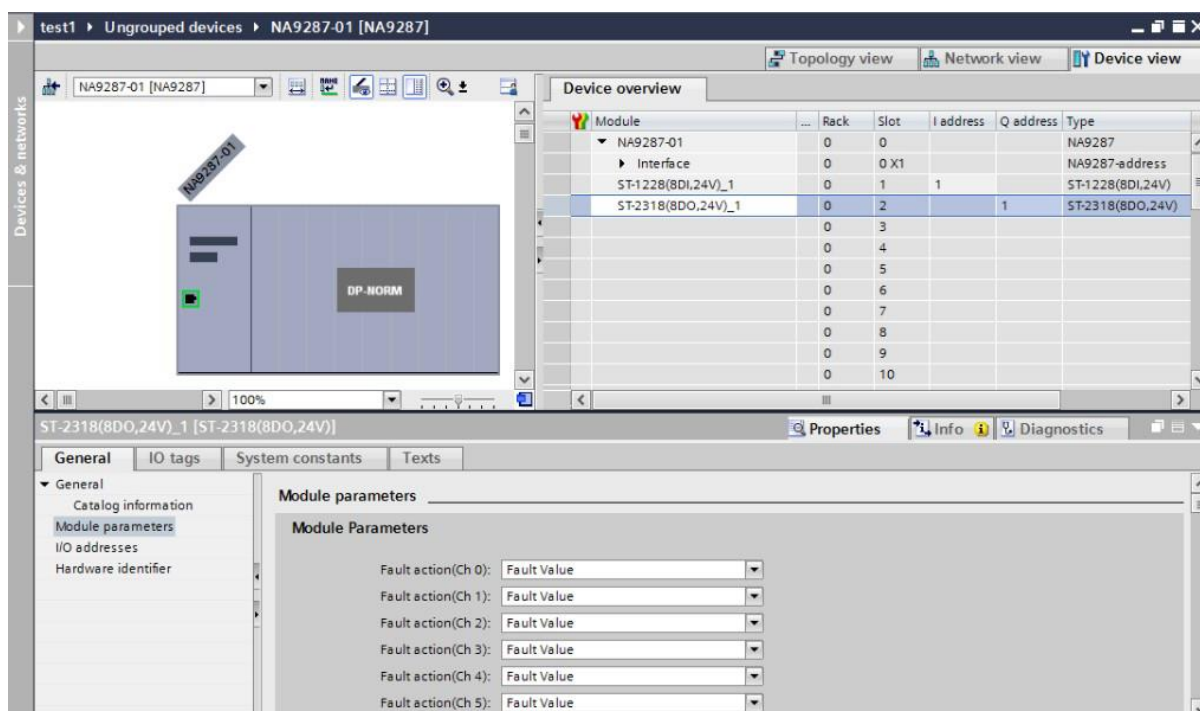 test1 ▸ Ungrouped devices ▸ NA9287-01 [NA9287]
Topology view Network view Device view
Devices & networks
NA9287-01 [NA9287]
NA9287-01
DP-NORM
100%
Device overview
Module ... Rack Slot I address Q address Type
NA9287-01 0 0 NA9287
Interface 0 0 X1 NA9287-address
ST-1228(8DI,24V)_1 0 1 1 ST-1228(8DI,24V)
ST-2318(8DO,24V)_1 0 2 1 ST-2318(8DO,24V)
0 3
0 4
0 5
0 6
0 7
0 8
0 9
0 10
ST-2318(8DO,24V)_1 [ST-2318(8DO,24V)]
Properties Info Diagnostics
General IO tags System constants Texts
General
Catalog information
Module parameters
I/O addresses
Hardware identifier
Module parameters
Module Parameters
Fault action(Ch 0): Fault Value
Fault action(Ch 1): Fault Value
Fault action(Ch 2): Fault Value
Fault action(Ch 3): Fault Value
Fault action(Ch 4): Fault Value
Fault action(Ch 5): Fault Value